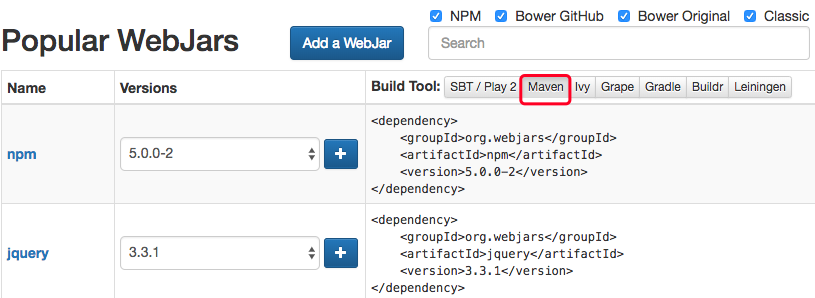 NPM Bower GitHub Bower Original Classic
Popular WebJars Add a WebJar Search
Name Versions Build Tool: SBT / Play 2 Maven Ivy Grape Gradle Buildr Leiningen
<dependency>
<groupId>org.webjars</groupId>
npm 5.0.0-2 + <artifactId>npm</artifactId>
<version>5.0.0-2</version>
</dependency>
<dependency>
<groupId>org.webjars</groupId>
jquery 3.3.1 + <artifactId>jquery</artifactId>
<version>3.3.1</version>
</dependency>